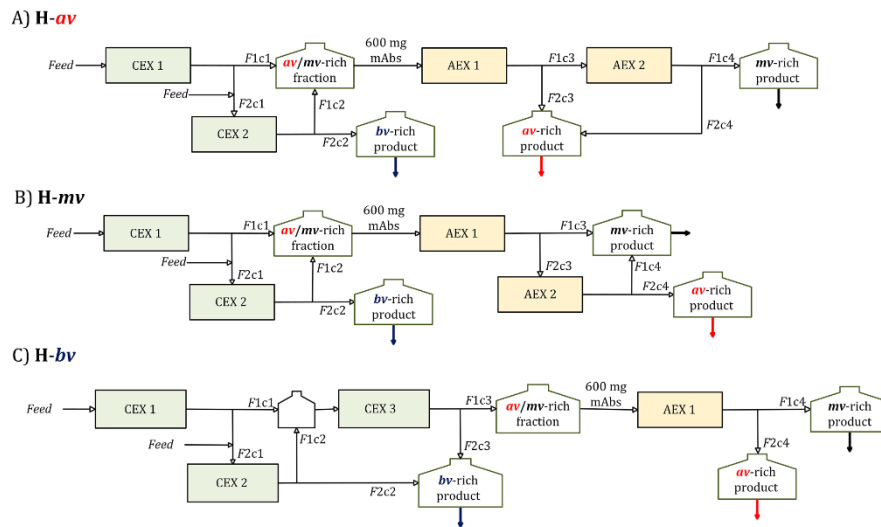 A) H-av
Feed
CEX 1
F1c1
av/mv-rich
fraction
600 mg
mAbs
AEX 1
F1c3
AEX 2
F1c4
mv-rich
product
Feed
F2c1
F1c2
CEX 2
F2c2
bv-rich
product
F2c3
av-rich
product
F2c4
B) H-mv
Feed
CEX 1
F1c1
av/mv-rich
fraction
600 mg
mAbs
AEX 1
F1c3
mv-rich
product
Feed
F2c1
F1c2
CEX 2
F2c2
bv-rich
product
F2c3
F1c4
AEX 2
F2c4
av-rich
product
C) H-bv
Feed
CEX 1
F1c1
CEX 3
F1c3
av/mv-rich
fraction
600 mg
mAbs
AEX 1
F1c4
mv-rich
product
Feed
F2c1
F1c2
CEX 2
F2c2
F2c3
bv-rich
product
F2c4
av-rich
product